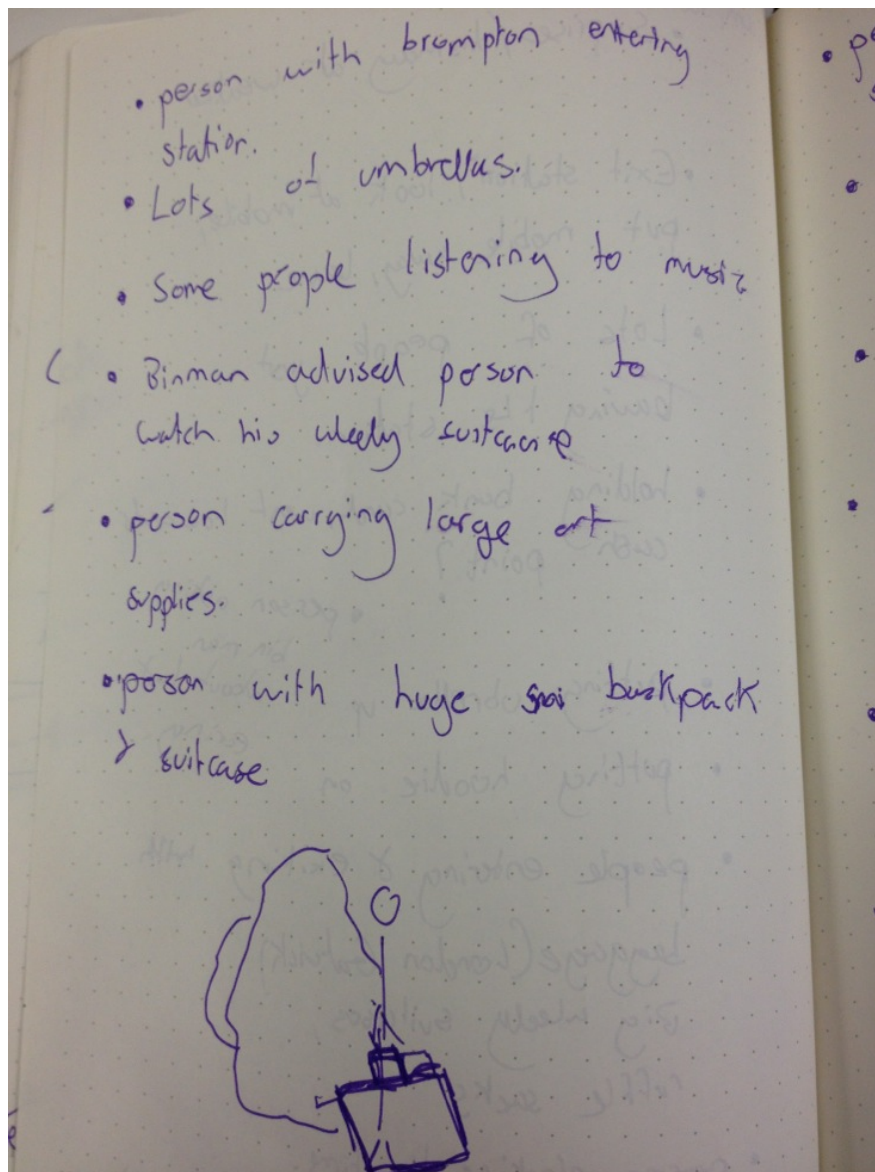 • person with brompton entering
station.
• Lots of umbrellas.
• Some people listening to music
• Binman advised person to
watch his wheely suitcase
• person carrying large art
supplies.
• person with huge backpack
& suitcase